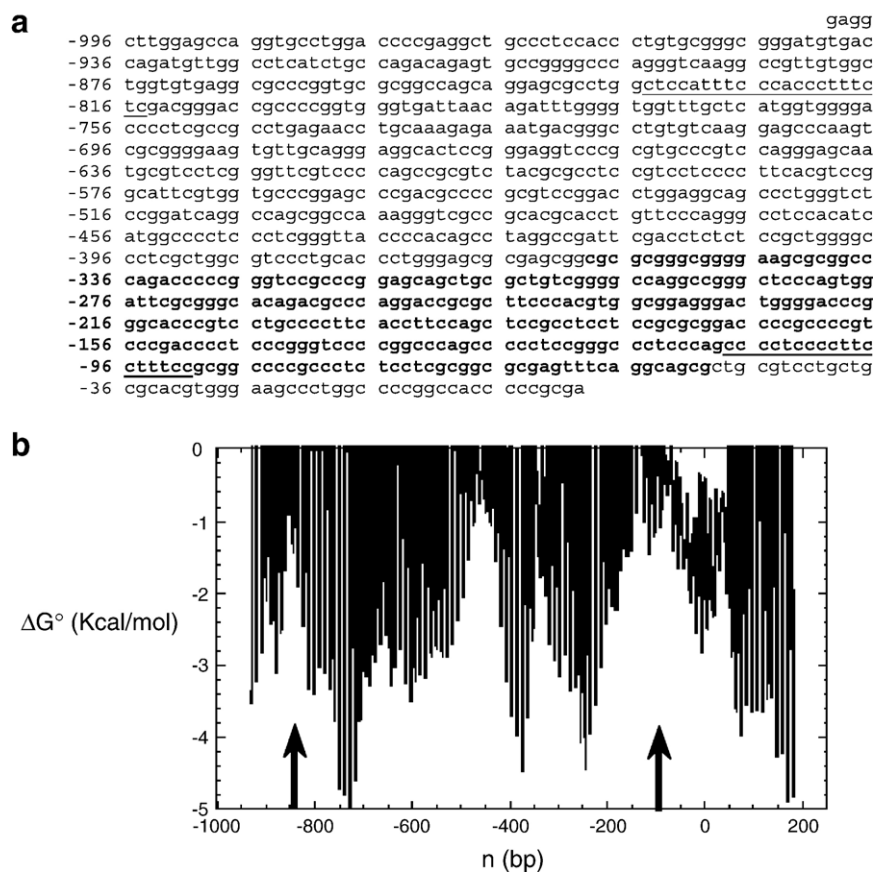 a
gagg
-996 cttggagcca ggtgcctgga ccccgaggct gccctccacc ctgtgcgggc gggatgtgac
-936 cagatgttgg cctcatctgc cagacagagt gccggggccc agggtcaagg ccgttgtggc
-876 tggtgtgagg cgccccggtgc gcggccagca ggagcgcctg gctccatttc ccaccctttc
-816 tcgacgggac cgccccggtg ggtgattaac agatttggggt tggtttgctc atggtgggga
-756 cccctcgccg cctgagaacc tgcaaagaga aatgacgggc ctgtgtcaag gagcccaagt
-696 cgcggggaag tgttgcaggg aggcactccg ggaggtcccg cgtgcccgtc cagggagcaa
-636 tgcgtcctcg ggttcgtccc cagccgcgtc tacgcgcctc cgtcctcccc ttcacgtccg
-576 gcattcgtgg tgcccggagc ccgacgcccc gcgtccggac ctggaggcag ccctgggtct
-516 ccggatcagg ccagcggcca aagggtcgcc gcacgcacct gttcccaggg cctccacatc
-456 atggcccctc cctcgggtta ccccacagcc taggccgatt cgacctctct ccgctggggc
-396 cctcgctggc gtccctgcac cctgggagcg cgagcggcgc gcgggcgggg aagcgcggcc
-336 cagacccccg ggtccgcccg gagcagctgc gctgtcgggg ccaggccggg ctcccagtgg
-276 attcgcgggc acagacgccc aggaccgcgc ttcccacgtg gcggagggac tggggacccg
-216 ggcacccgtc ctgccccttc accttccagc tccgcctcct ccgcgcggac cccgccccgt
-156 cccgacccct cccgggtccc cggcccagcc ccctccgggc cctcccagcc cctccccttc
-96 ctttccgcgg ccccgccctc tcctcgcggc gcgagtttca ggcagcgctg cgtcctgctg
-36 cgcacgtggg aagccctggc cccggccacc cccgcga
b
0
-1
-2
ΔG° (Kcal/mol)
-3
-4
-5
-1000 -800 -600 -400 -200 0 200
n (bp)